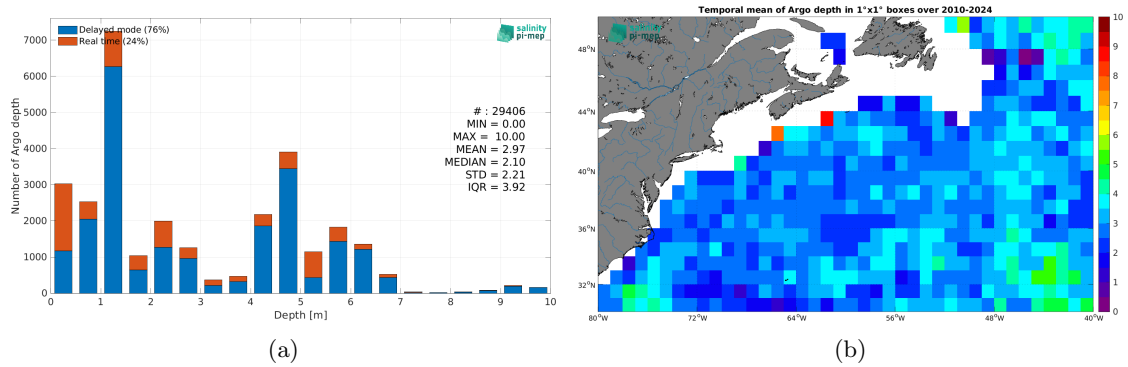 Delayed mode (76%)
Real time (24%)
salinity
pi-mep
7000
6000
5000
4000
3000
2000
1000
0
Number of Argo depth
# : 29406
MIN = 0.00
MAX = 10.00
MEAN = 2.97
MEDIAN = 2.10
STD = 2.21
IQR = 3.92
0 1 2 3 4 5 6 7 8 9 10
Depth [m]
(a)
Temporal mean of Argo depth in 1°x1° boxes over 2010-2024
salinity
pi-mep
48°N
44°N
40°N
36°N
32°N
80°W 72°W 64°W 56°W 48°W 40°W
10
9
8
7
6
5
4
3
2
1
0
(b)